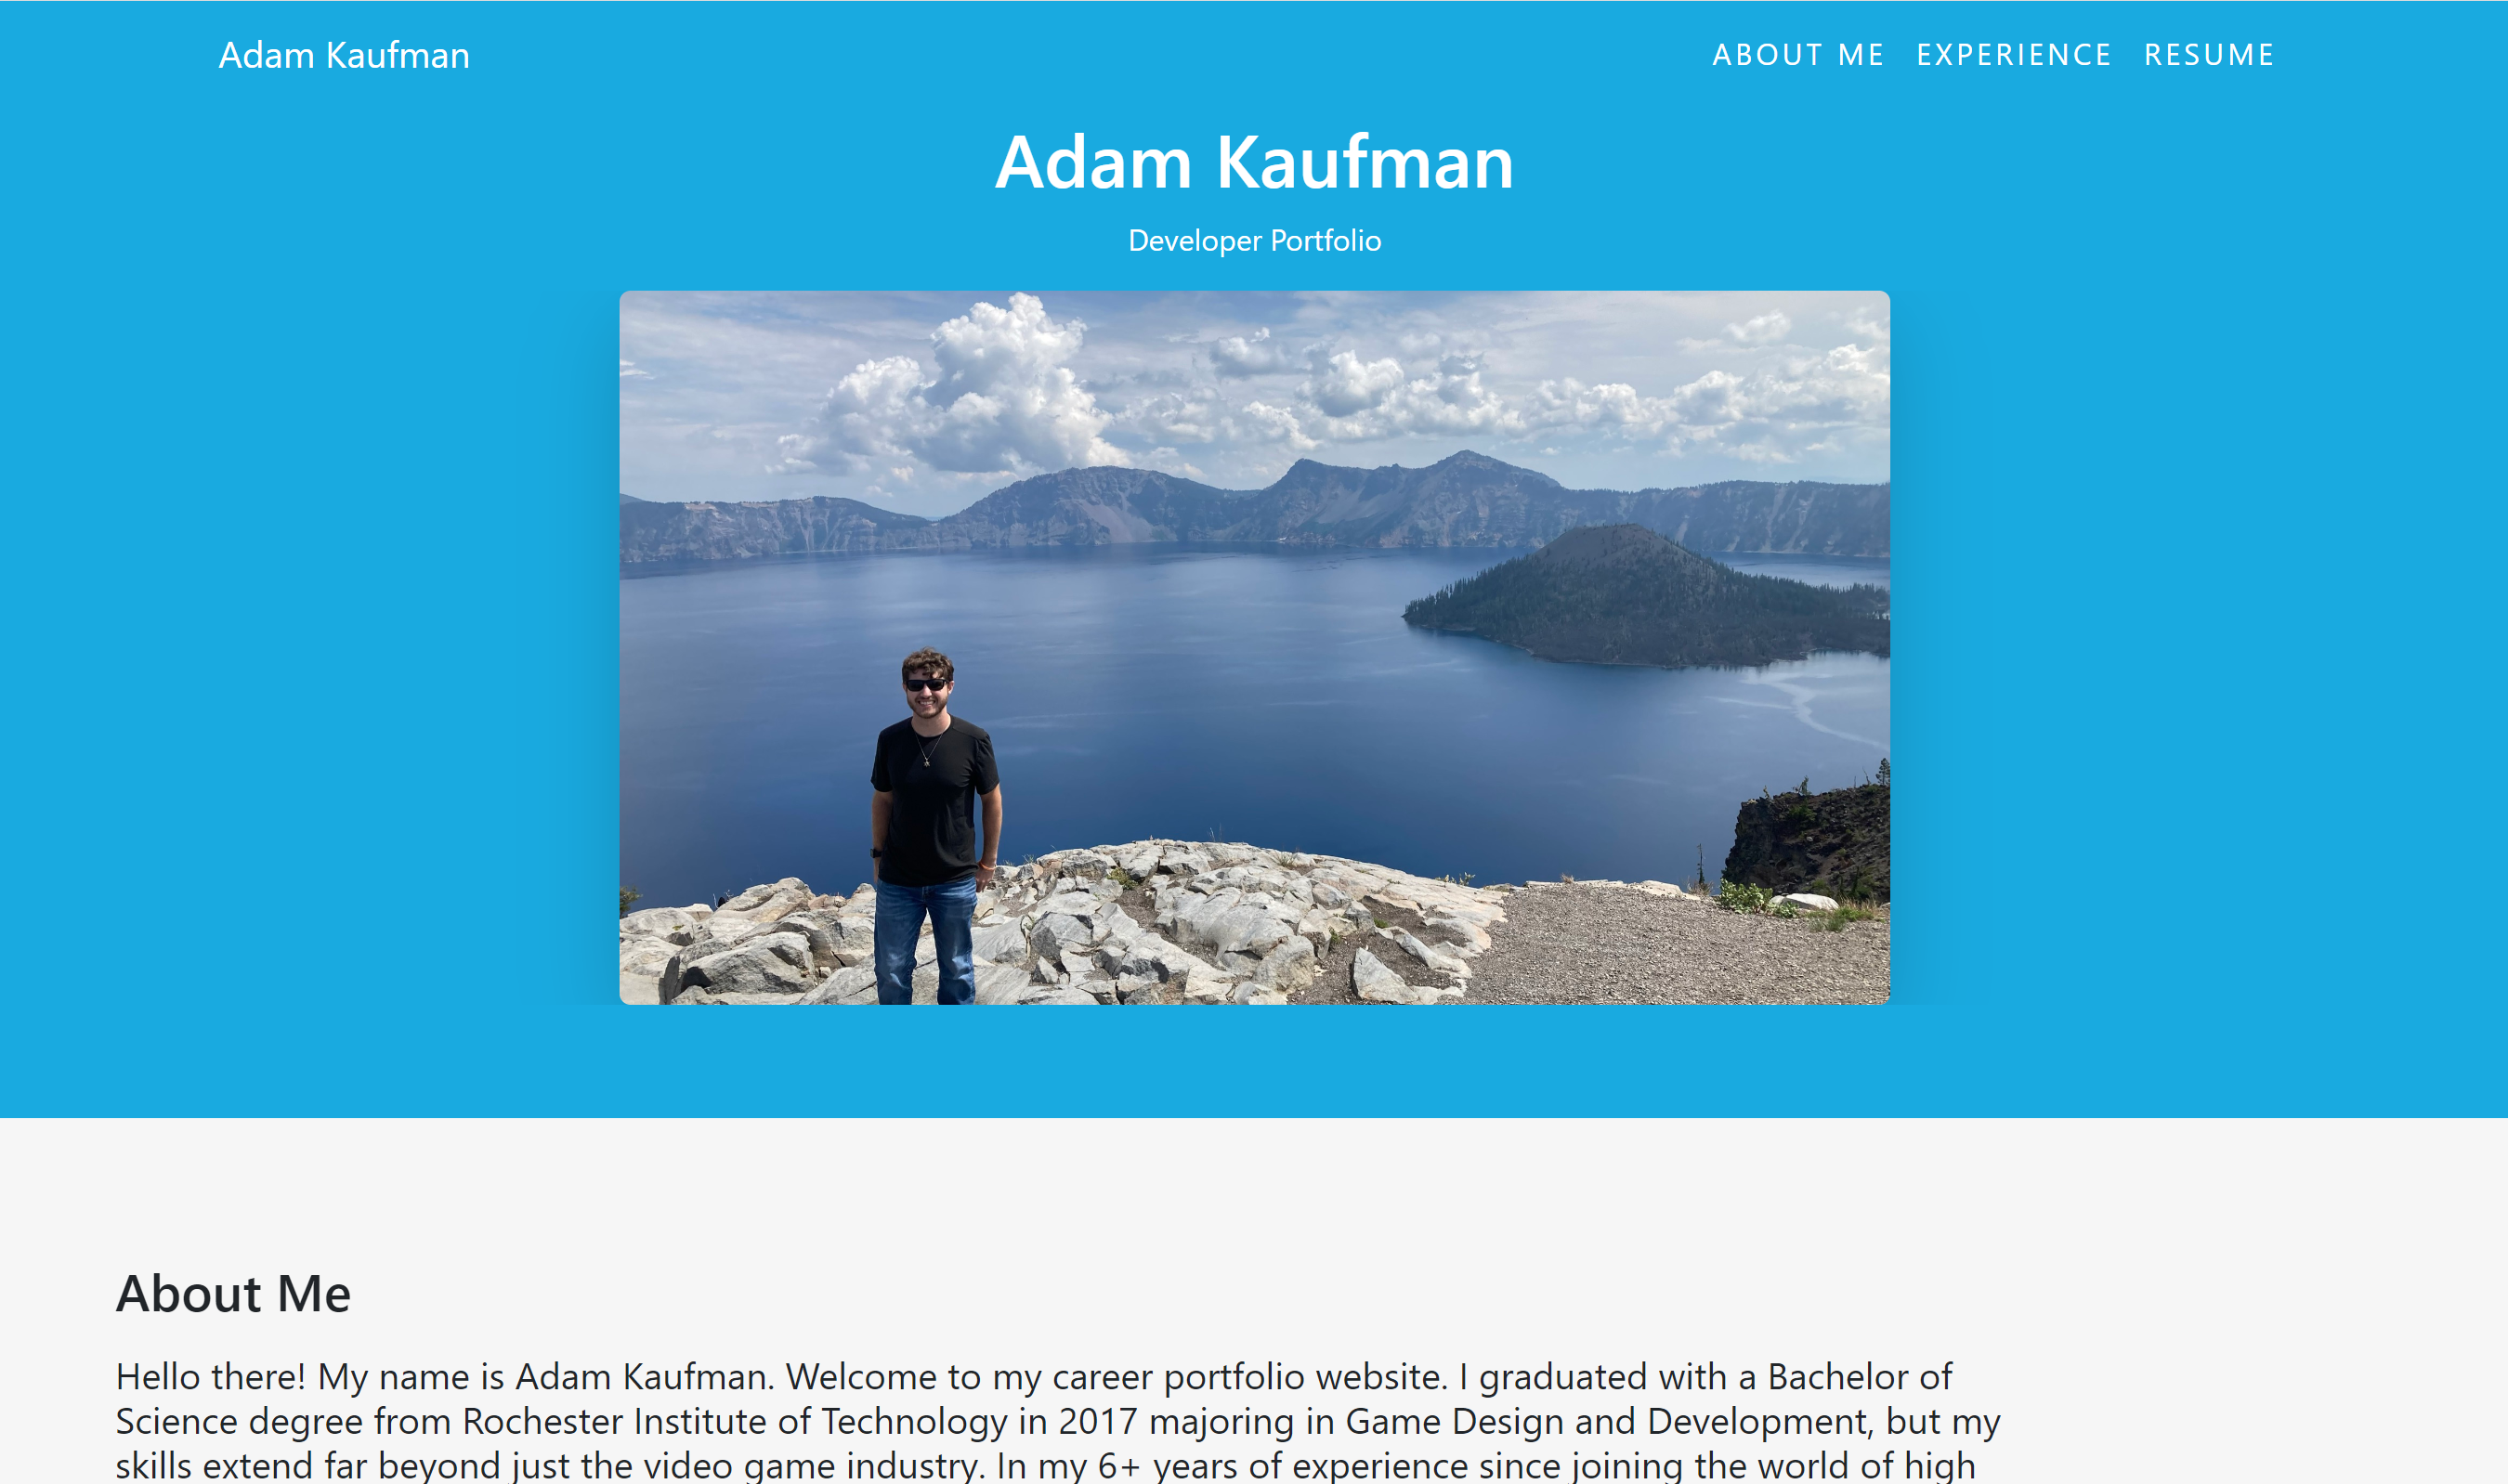 Adam Kaufman
ABOUT ME EXPERIENCE RESUME
Adam Kaufman
Developer Portfolio
About Me
Hello there! My name is Adam Kaufman. Welcome to my career portfolio website. I graduated with a Bachelor of
Science degree from Rochester Institute of Technology in 2017 majoring in Game Design and Development, but my
skills extend far beyond just the video game industry. In my 6+ years of experience since joining the world of high